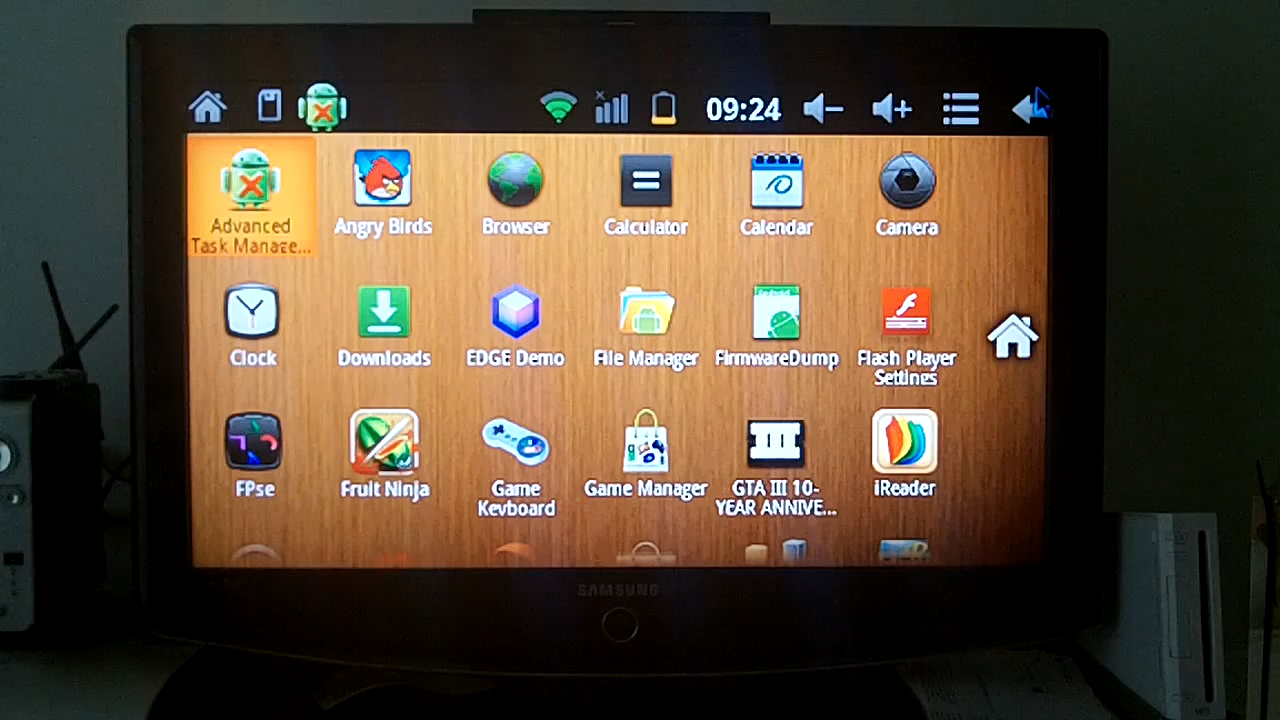 09:24
Advanced
Task Manage...
Angry Birds
Browser
Calculator
Calendar
Camera
Clock
Downloads
EDGE Demo
File Manager
FirmwareDump
Flash Player
Settings
FPse
Fruit Ninja
Game
Keyboard
Game Manager
GTA III 10-
YEAR ANNIVE...
iReader
SAMSUNG